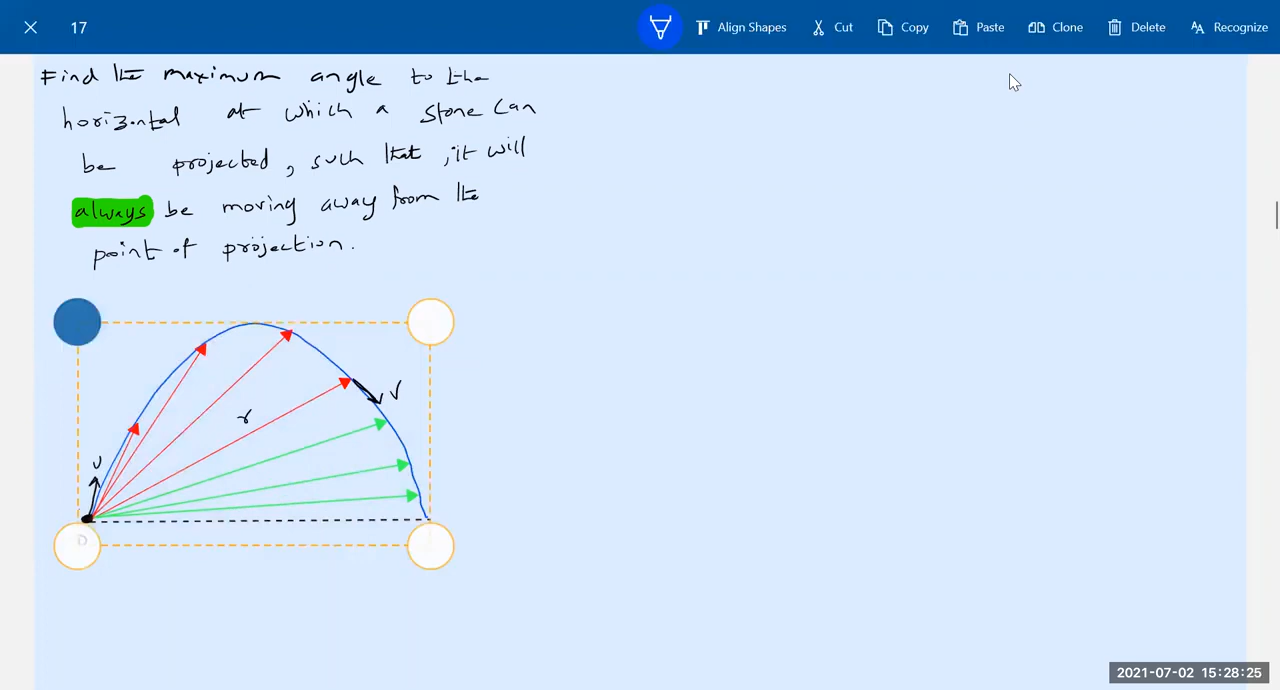 17
Align Shapes
Cut
Copy
Paste
Clone
Delete
Recognize
Find the maximum angle to the
horizontal at which a stone can
be projected, such that, it will
always be moving away from the
point of projection.
V
r
U
O
2021-07-02 15:28:25